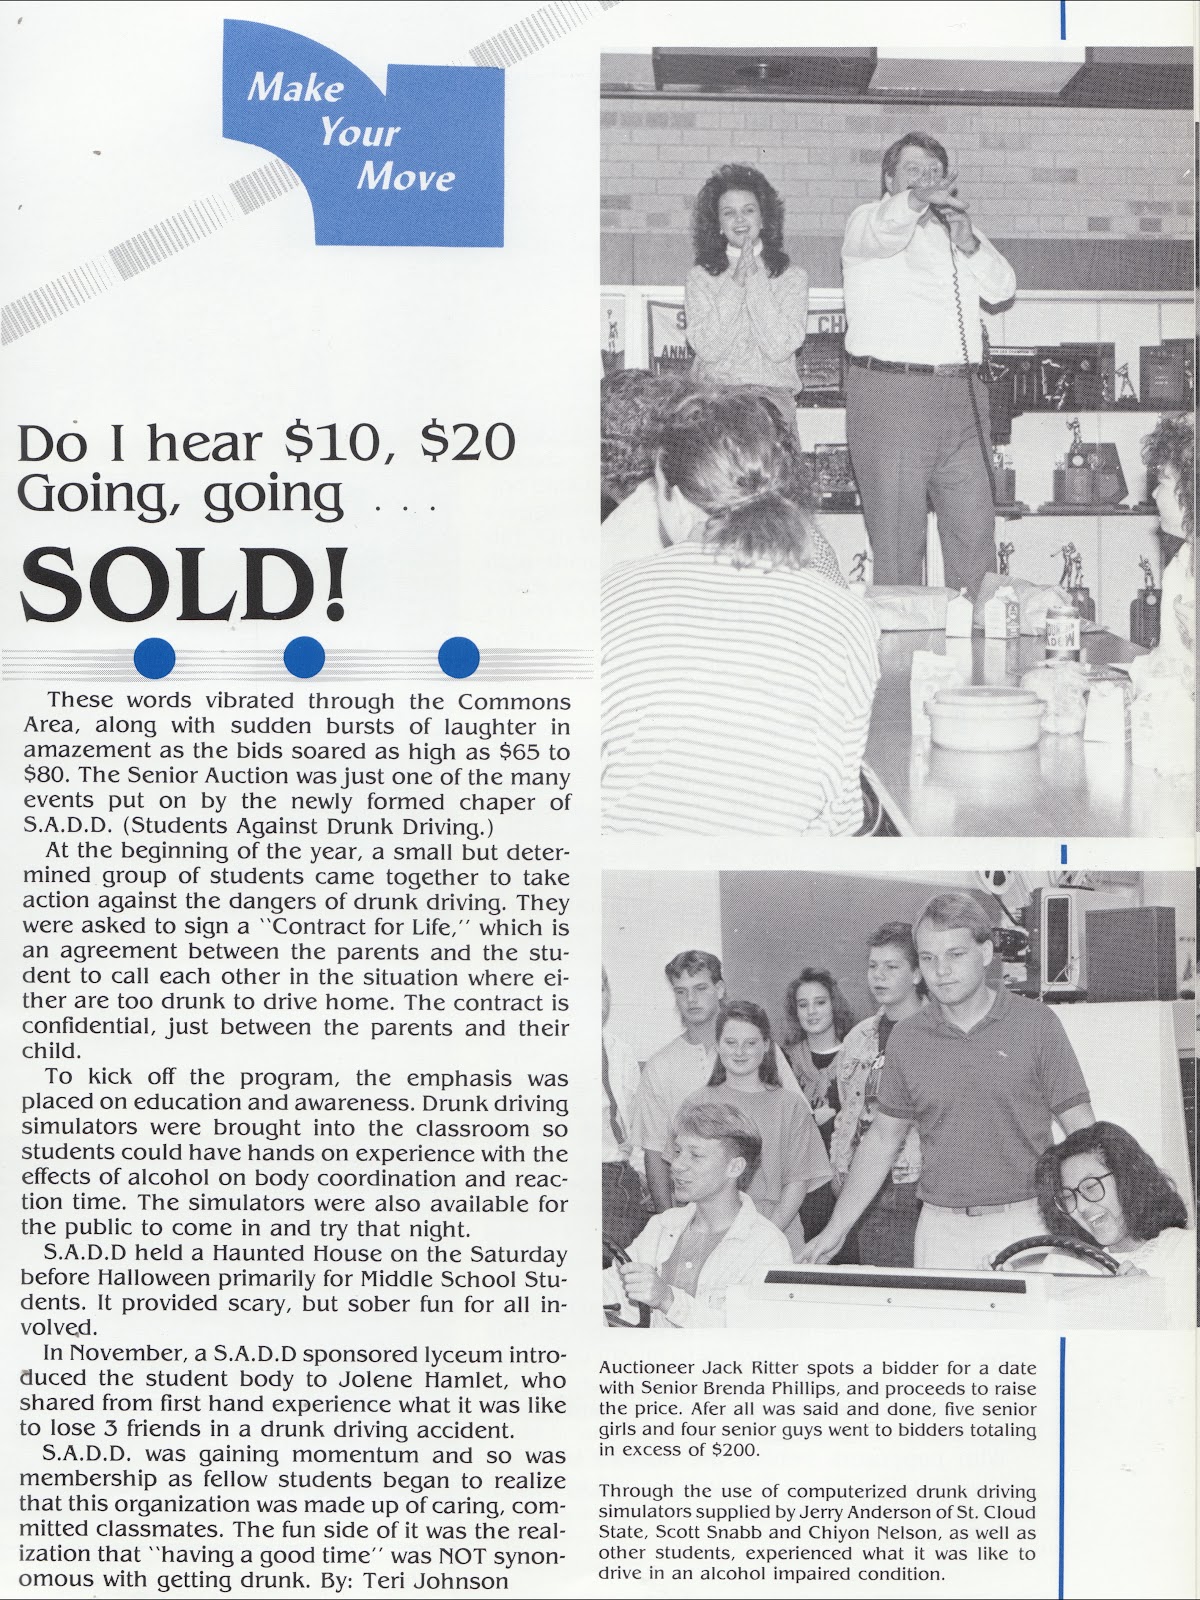 Make
Your
Move
Do I hear $10, $20
Going, going . . .
SOLD!
These words vibrated through the Commons
Area, along with sudden bursts of laughter in
amazement as the bids soared as high as $65 to
$80. The Senior Auction was just one of the many
events put on by the newly formed chaper of
S.A.D.D. (Students Against Drunk Driving.)
At the beginning of the year, a small but deter-
mined group of students came together to take
action against the dangers of drunk driving. They
were asked to sign a "Contract for Life," which is
an agreement between the parents and the stu-
dent to call each other in the situation where ei-
ther are too drunk to drive home. The contract is
confidential, just between the parents and their
child.
To kick off the program, the emphasis was
placed on education and awareness. Drunk driving
simulators were brought into the classroom so
students could have hands on experience with the
effects of alcohol on body coordination and reac-
tion time. The simulators were also available for
the public to come in and try that night.
S.A.D.D held a Haunted House on the Saturday
before Halloween primarily for Middle School Stu-
dents. It provided scary, but sober fun for all in-
volved.
In November, a S.A.D.D sponsored lyceum intro-
duced the student body to Jolene Hamlet, who
shared from first hand experience what it was like
to lose 3 friends in a drunk driving accident.
S.A.D.D. was gaining momentum and so was
membership as fellow students began to realize
that this organization was made up of caring, com-
mitted classmates. The fun side of it was the real-
ization that "having a good time" was NOT synon-
omous with getting drunk. By: Teri Johnson
CH
ANN
DEW
Auctioneer Jack Ritter spots a bidder for a date
with Senior Brenda Phillips, and proceeds to raise
the price. Afer all was said and done, five senior
girls and four senior guys went to bidders totaling
in excess of $200.
Through the use of computerized drunk driving
simulators supplied by Jerry Anderson of St. Cloud
State, Scott Snabb and Chiyon Nelson, as well as
other students, experienced what it was like to
drive in an alcohol impaired condition.